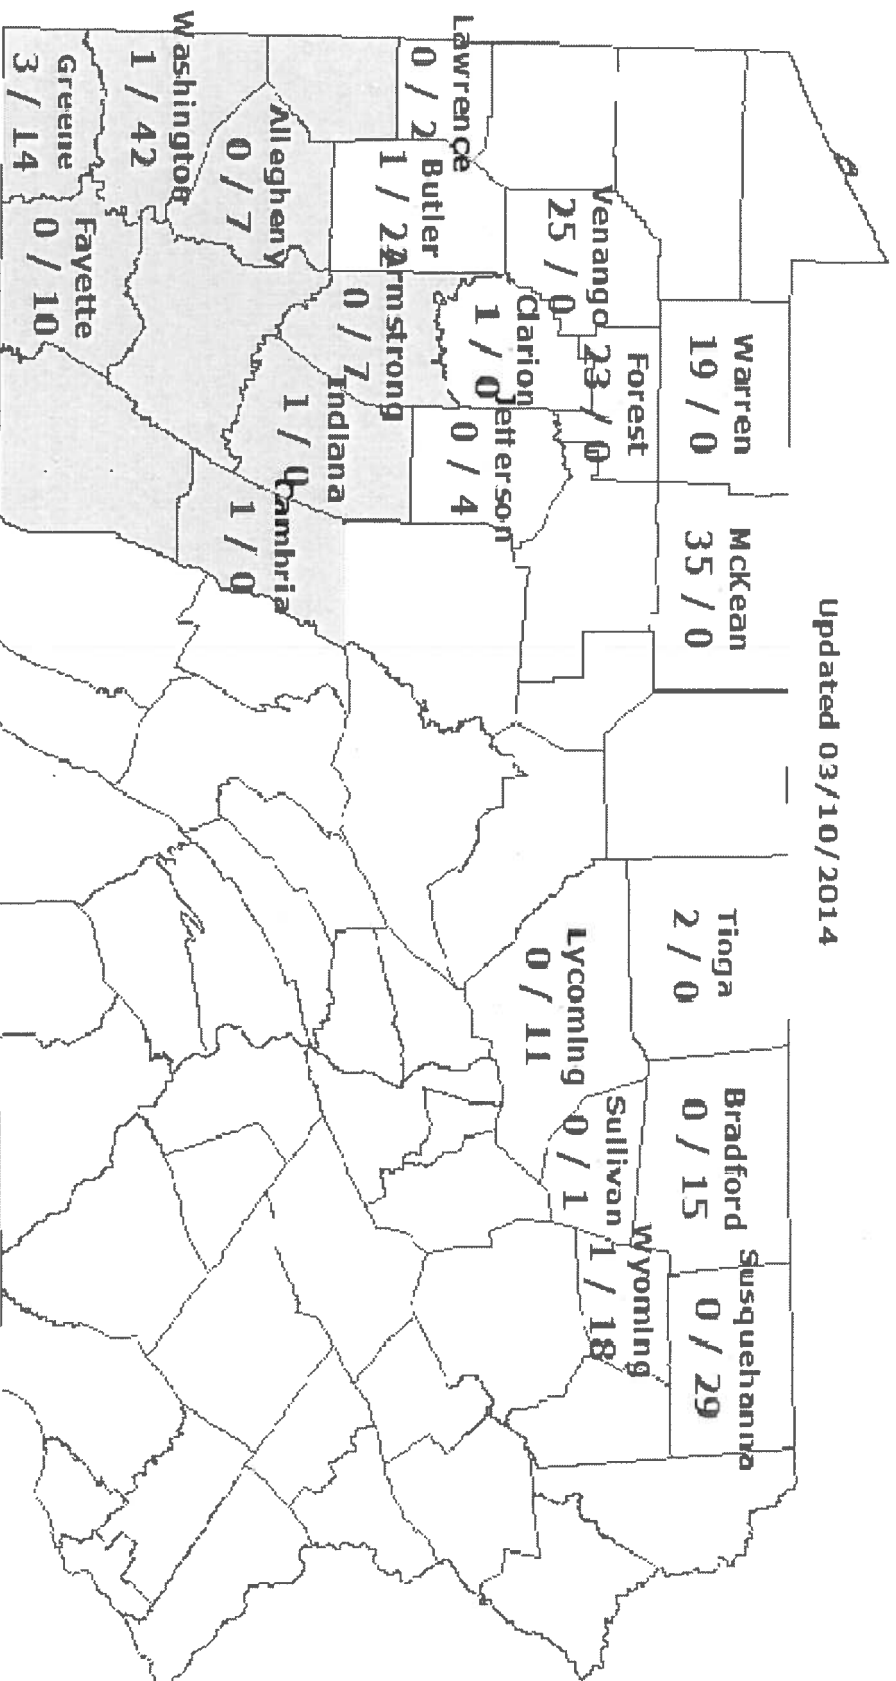 Updated 03/10/2014
Warren
19 / 0
McKean
35 / 0
Tioga
2 / 0
Bradford
0 / 15
Susquehanna
0 / 29
Venango
25 / 0
Forest
23 / 0
Lycoming
0 / 11
Sullivan
0 / 1
Wyoming
1 / 18
Lawrence
0 / 2
Butler
1 / 22
Clarion
1 / 0
Jefferson
0 / 4
Armstrong
0 / 7
Indiana
1 / 0
Cambria
1 / 0
Allegheny
0 / 7
Washington
1 / 42
Greene
3 / 14
Fayette
0 / 10